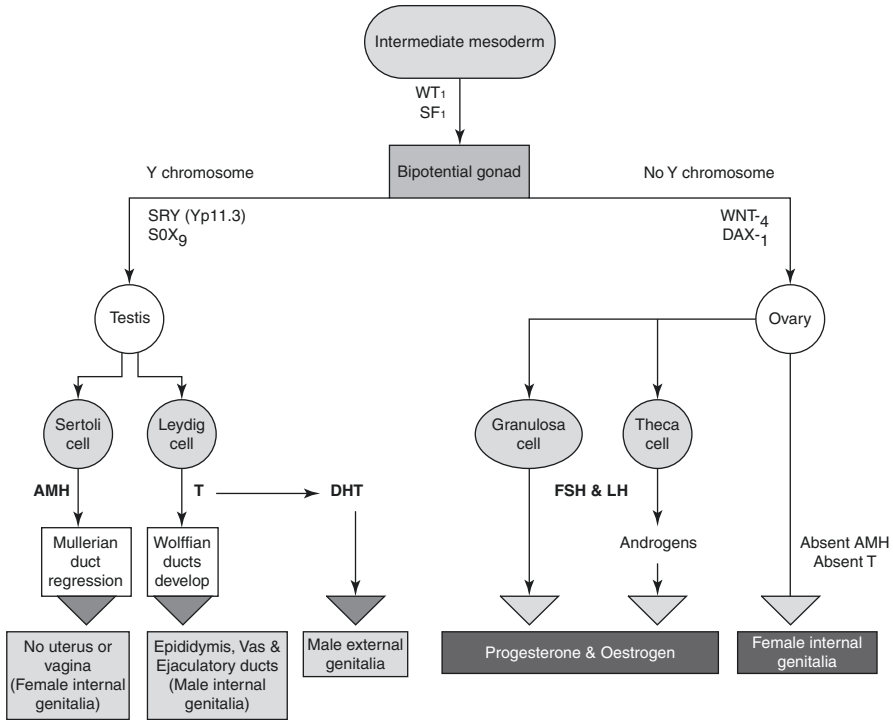 Intermediate mesoderm
WT1
SF1
Bipotential gonad
Y chromosome
No Y chromosome
SRY (Yp11.3)
S0X9
WNT-4
DAX-1
Testis
Ovary
Sertoli
cell
Leydig
cell
Granulosa
cell
Theca
cell
AMH
T
DHT
FSH & LH
Mullerian
duct
regression
Wolffian
ducts
develop
Androgens
Absent AMH
Absent T
No uterus or
vagina
(Female internal
genitalia)
Epididymis, Vas &
Ejaculatory ducts
(Male internal
genitalia)
Male external
genitalia
Progesterone & Oestrogen
Female internal
genitalia